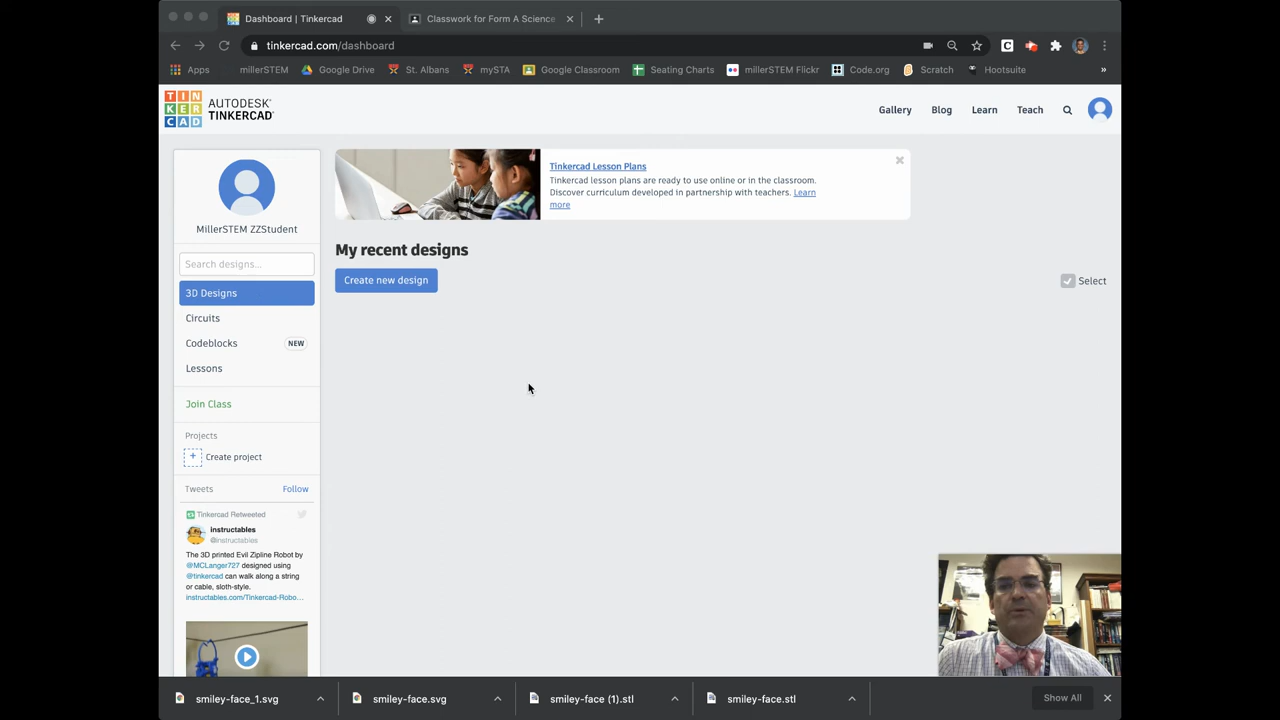 Dashboard | Tinkercad
Classwork for Form A Science
tinkercad.com/dashboard
Apps
millerSTEM
Google Drive
St. Albans
mySTA
Google Classroom
Seating Charts
millerSTEM Flickr
Code.org
Scratch
Hootsuite
»
TIN
KER
CAD
AUTODESK®
TINKERCAD®
Gallery
Blog
Learn
Teach
MillerSTEM ZZStudent
Search designs...
3D Designs
Circuits
Codeblocks
NEW
Lessons
Join Class
Projects
+ Create project
Tweets
Follow
Tinkercad Retweeted
instructables
@instructables
The 3D printed Evil Zipline Robot by
@MCLanger727 designed using
@tinkercad can walk along a string
or cable, sloth-style.
instructables.com/Tinkercad-Robo...
Tinkercad Lesson Plans
Tinkercad lesson plans are ready to use online or in the classroom.
Discover curriculum developed in partnership with teachers. Learn
more
My recent designs
Create new design
Select
smiley-face_1.svg
smiley-face.svg
smiley-face (1).stl
smiley-face.stl
Show All